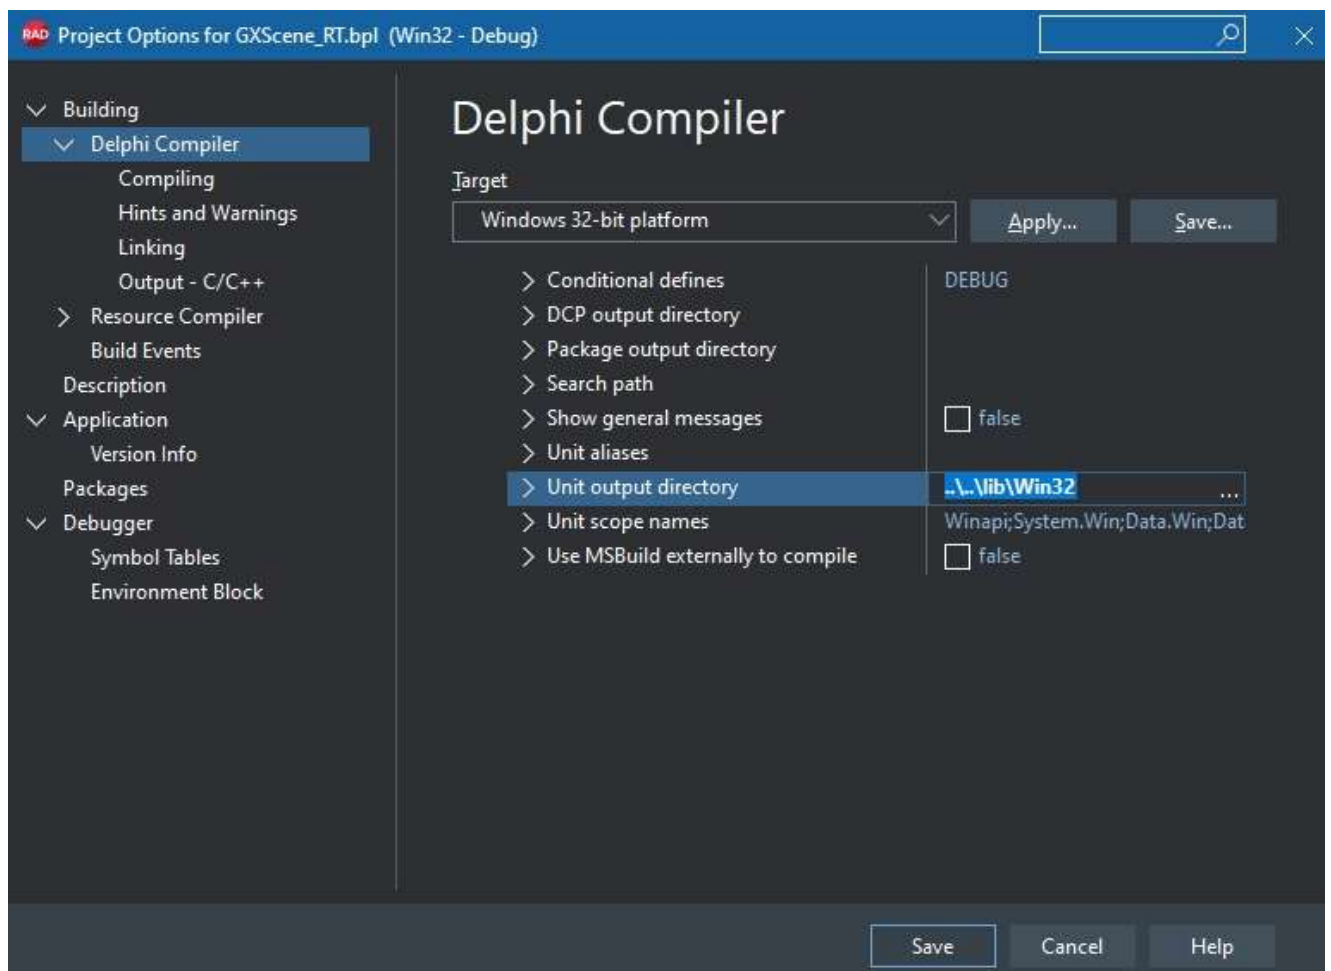 RAD Project Options for GXScene_RT.bpl (Win32 - Debug)
Building
Delphi Compiler
Compiling
Hints and Warnings
Linking
Output - C/C++
Resource Compiler
Build Events
Description
Application
Version Info
Packages
Debugger
Symbol Tables
Environment Block
Delphi Compiler
Target
Windows 32-bit platform
Apply...
Save...
Conditional defines DEBUG
DCP output directory
Package output directory
Search path
Show general messages false
Unit aliases
Unit output directory ..\..\lib\Win32 ...
Unit scope names Winapi;System.Win;Data.Win;Dat
Use MSBuild externally to compile false
Save Cancel Help